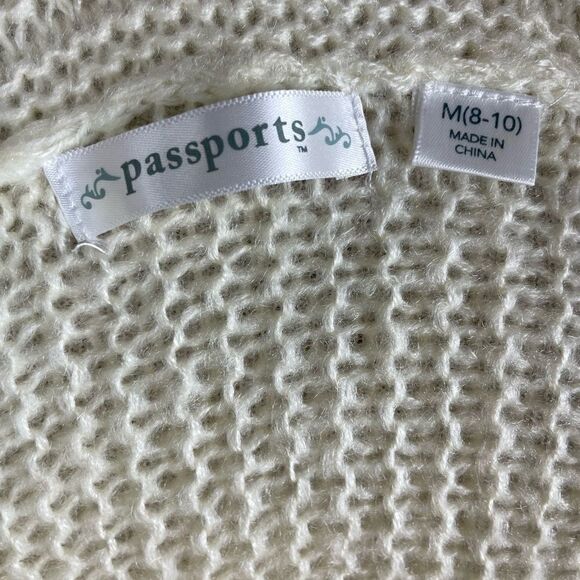 passports™
M(8-10)
MADE IN
CHINA